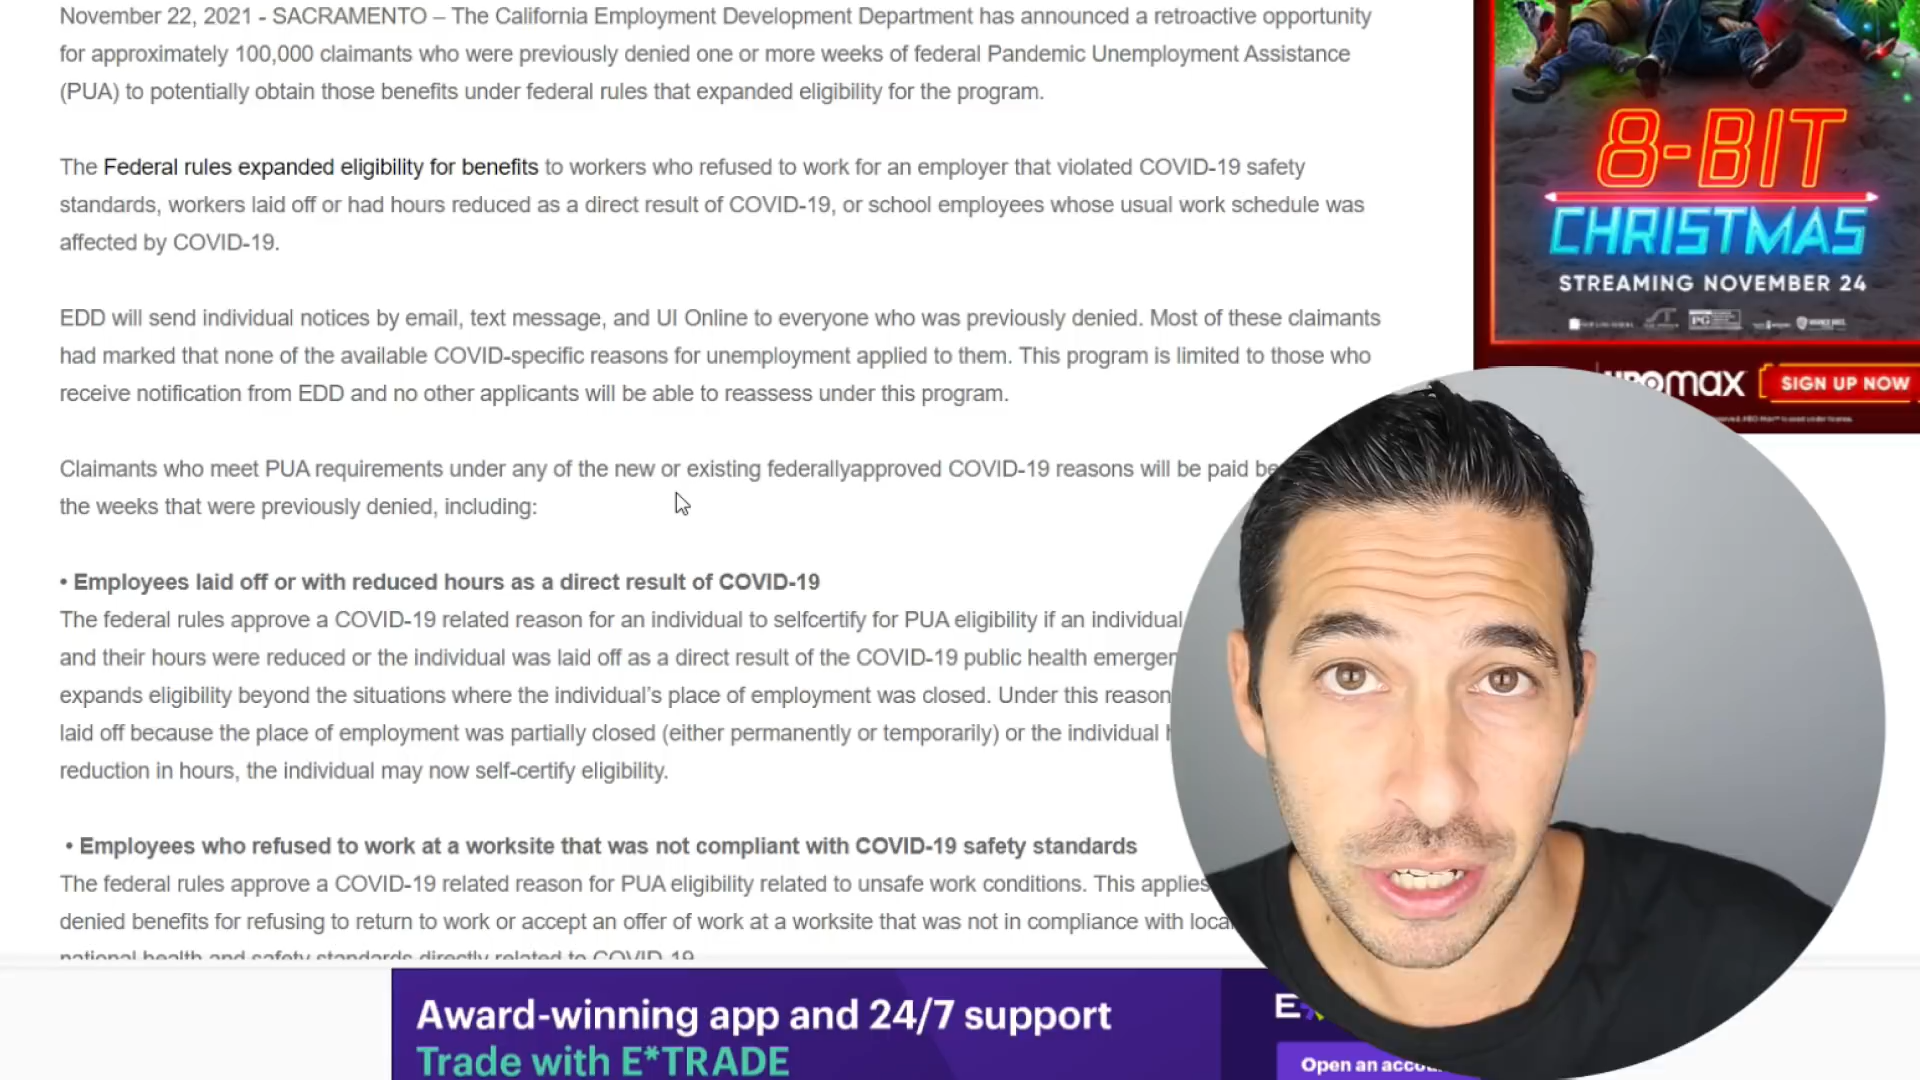 November 22, 2021 - SACRAMENTO – The California Employment Development Department has announced a retroactive opportunity
for approximately 100,000 claimants who were previously denied one or more weeks of federal Pandemic Unemployment Assistance
(PUA) to potentially obtain those benefits under federal rules that expanded eligibility for the program.
The Federal rules expanded eligibility for benefits to workers who refused to work for an employer that violated COVID-19 safety
standards, workers laid off or had hours reduced as a direct result of COVID-19, or school employees whose usual work schedule was
affected by COVID-19.
EDD will send individual notices by email, text message, and UI Online to everyone who was previously denied. Most of these claimants
had marked that none of the available COVID-specific reasons for unemployment applied to them. This program is limited to those who
receive notification from EDD and no other applicants will be able to reassess under this program.
Claimants who meet PUA requirements under any of the new or existing federallyapproved COVID-19 reasons will be paid be
the weeks that were previously denied, including:
• Employees laid off or with reduced hours as a direct result of COVID-19
The federal rules approve a COVID-19 related reason for an individual to selfcertify for PUA eligibility if an individual
and their hours were reduced or the individual was laid off as a direct result of the COVID-19 public health emergen
expands eligibility beyond the situations where the individual’s place of employment was closed. Under this reason
laid off because the place of employment was partially closed (either permanently or temporarily) or the individual
reduction in hours, the individual may now self-certify eligibility.
• Employees who refused to work at a worksite that was not compliant with COVID-19 safety standards
The federal rules approve a COVID-19 related reason for PUA eligibility related to unsafe work conditions. This applies
denied benefits for refusing to return to work or accept an offer of work at a worksite that was not in compliance with loca
national health and safety standards directly related to COVID-19
8-BIT
CHRISTMAS
STREAMING NOVEMBER 24
PG
HBOmax
SIGN UP NOW
Award-winning app and 24/7 support
Trade with E*TRADE
E*
Open an accou